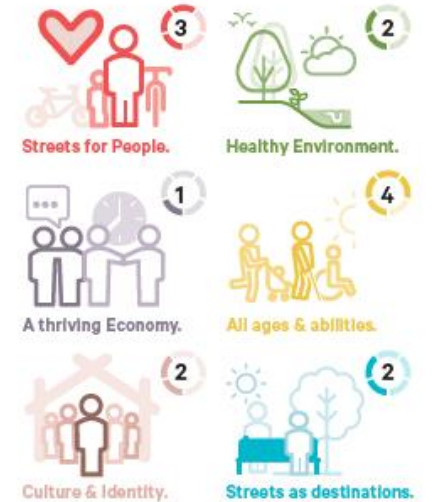 3
2
Streets for People.
Healthy Environment.
1
4
A thriving Economy.
All ages & abilities.
2
2
Culture & Identity.
Streets as destinations.